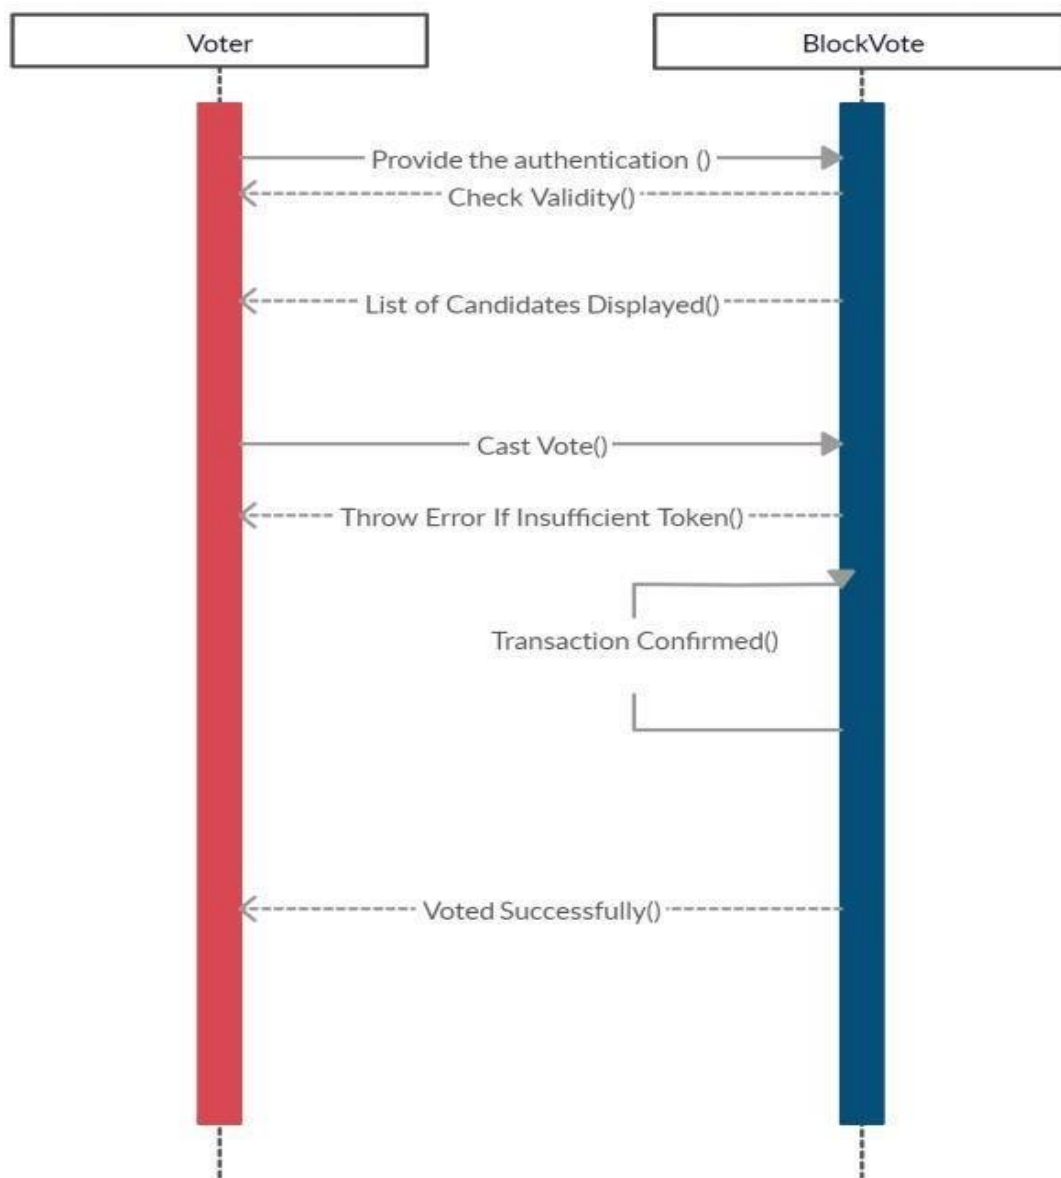 Voter
BlockVote
Provide the authentication ()
Check Validity()
List of Candidates Displayed()
Cast Vote()
Throw Error If Insufficient Token()
Transaction Confirmed()
Voted Successfully()